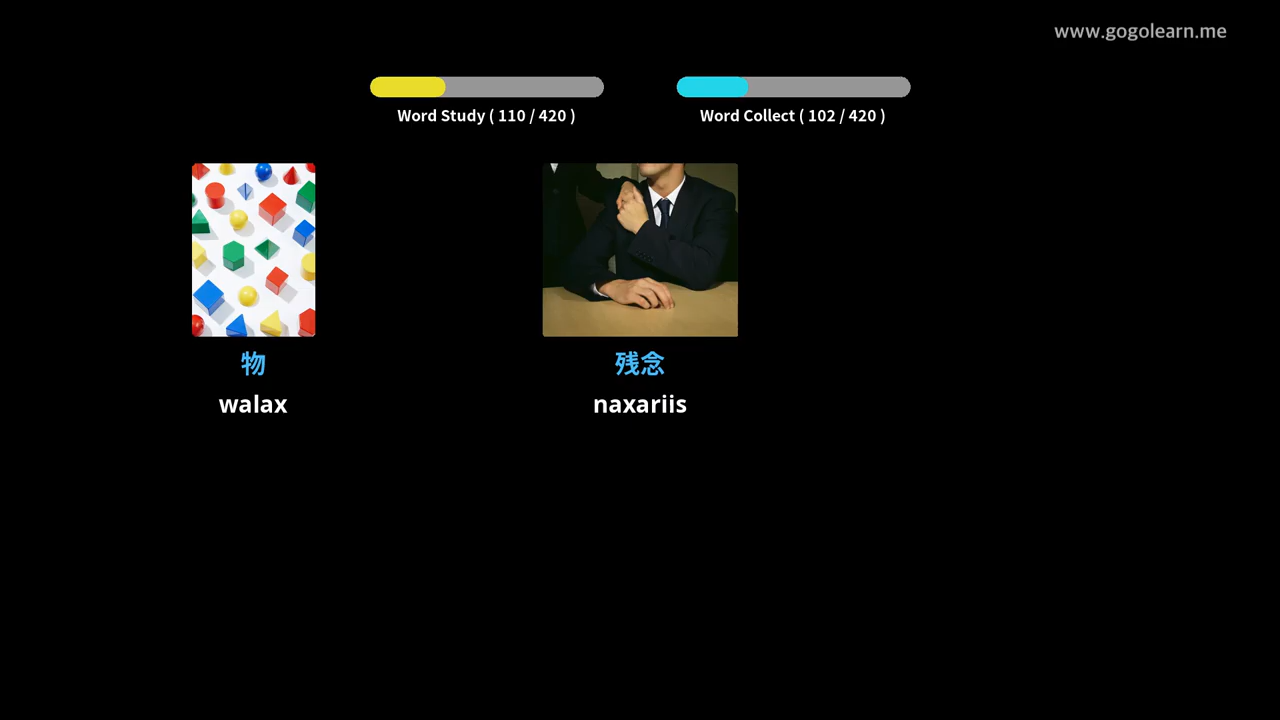 www.gogolearn.me
Word Study ( 110 / 420 )
Word Collect ( 102 / 420 )
物
walax
残念
naxariis